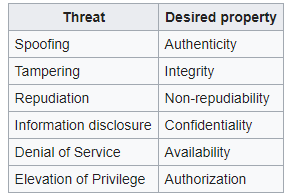 Threat Desired property
Spoofing Authenticity
Tampering Integrity
Repudiation Non-repudiability
Information disclosure Confidentiality
Denial of Service Availability
Elevation of Privilege Authorization